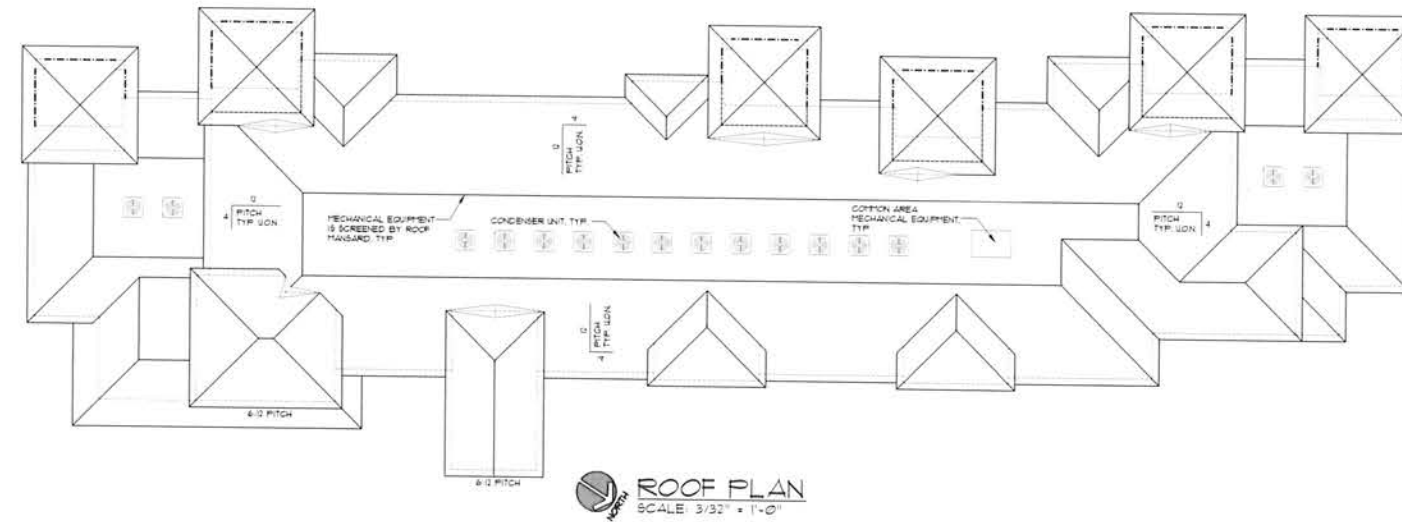 4
12
PITCH
TYP. U.O.N.
12
4
PITCH
TYP. U.O.N.
MECHANICAL EQUIPMENT
IS SCREENED BY ROOF
MANSARD, TYP.
CONDENSER UNIT, TYP.
COMMON AREA
MECHANICAL EQUIPMENT,
TYP.
12
PITCH
TYP. U.O.N.
4
12
PITCH
TYP. U.O.N.
4
6:12 PITCH
6:12 PITCH
NORTH
ROOF PLAN
SCALE: 3/32" = 1'-0"